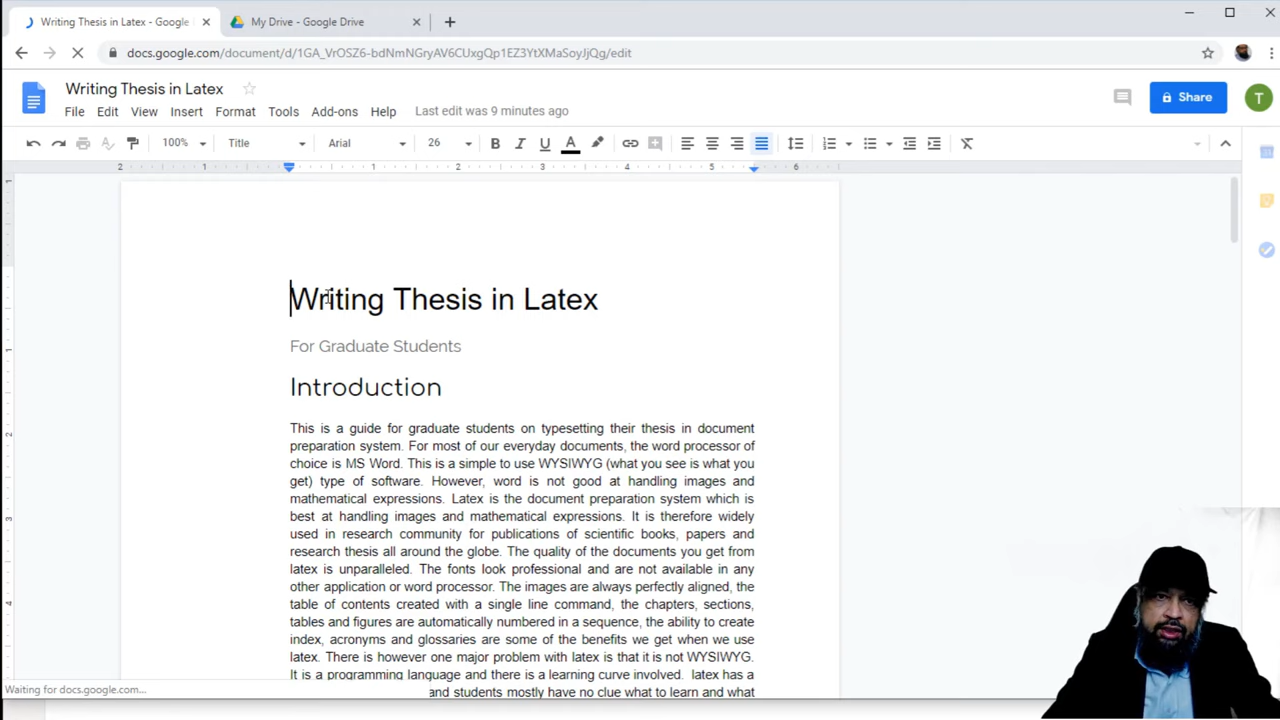 Writing Thesis in Latex - Google
My Drive - Google Drive
docs.google.com/document/d/1GA_VrOSZ6-bdNmNGryAV6CUxgQp1EZ3YtXMaSoyJjQg/edit
Writing Thesis in Latex
File Edit View Insert Format Tools Add-ons Help Last edit was 9 minutes ago
Share
T
100% Title Arial 26 B I U A
2 1 1 2 3 4 5 6
Writing Thesis in Latex
For Graduate Students
Introduction
This is a guide for graduate students on typesetting their thesis in document
preparation system. For most of our everyday documents, the word processor of
choice is MS Word. This is a simple to use WYSIWYG (what you see is what you
get) type of software. However, word is not good at handling images and
mathematical expressions. Latex is the document preparation system which is
best at handling images and mathematical expressions. It is therefore widely
used in research community for publications of scientific books, papers and
research thesis all around the globe. The quality of the documents you get from
latex is unparalleled. The fonts look professional and are not available in any
other application or word processor. The images are always perfectly aligned, the
table of contents created with a single line command, the chapters, sections,
tables and figures are automatically numbered in a sequence, the ability to create
index, acronyms and glossaries are some of the benefits we get when we use
latex. There is however one major problem with latex is that it is not WYSIWYG.
It is a programming language and there is a learning curve involved. latex has a
and students mostly have no clue what to learn and what
Waiting for docs.google.com...
1
1
2
3
4